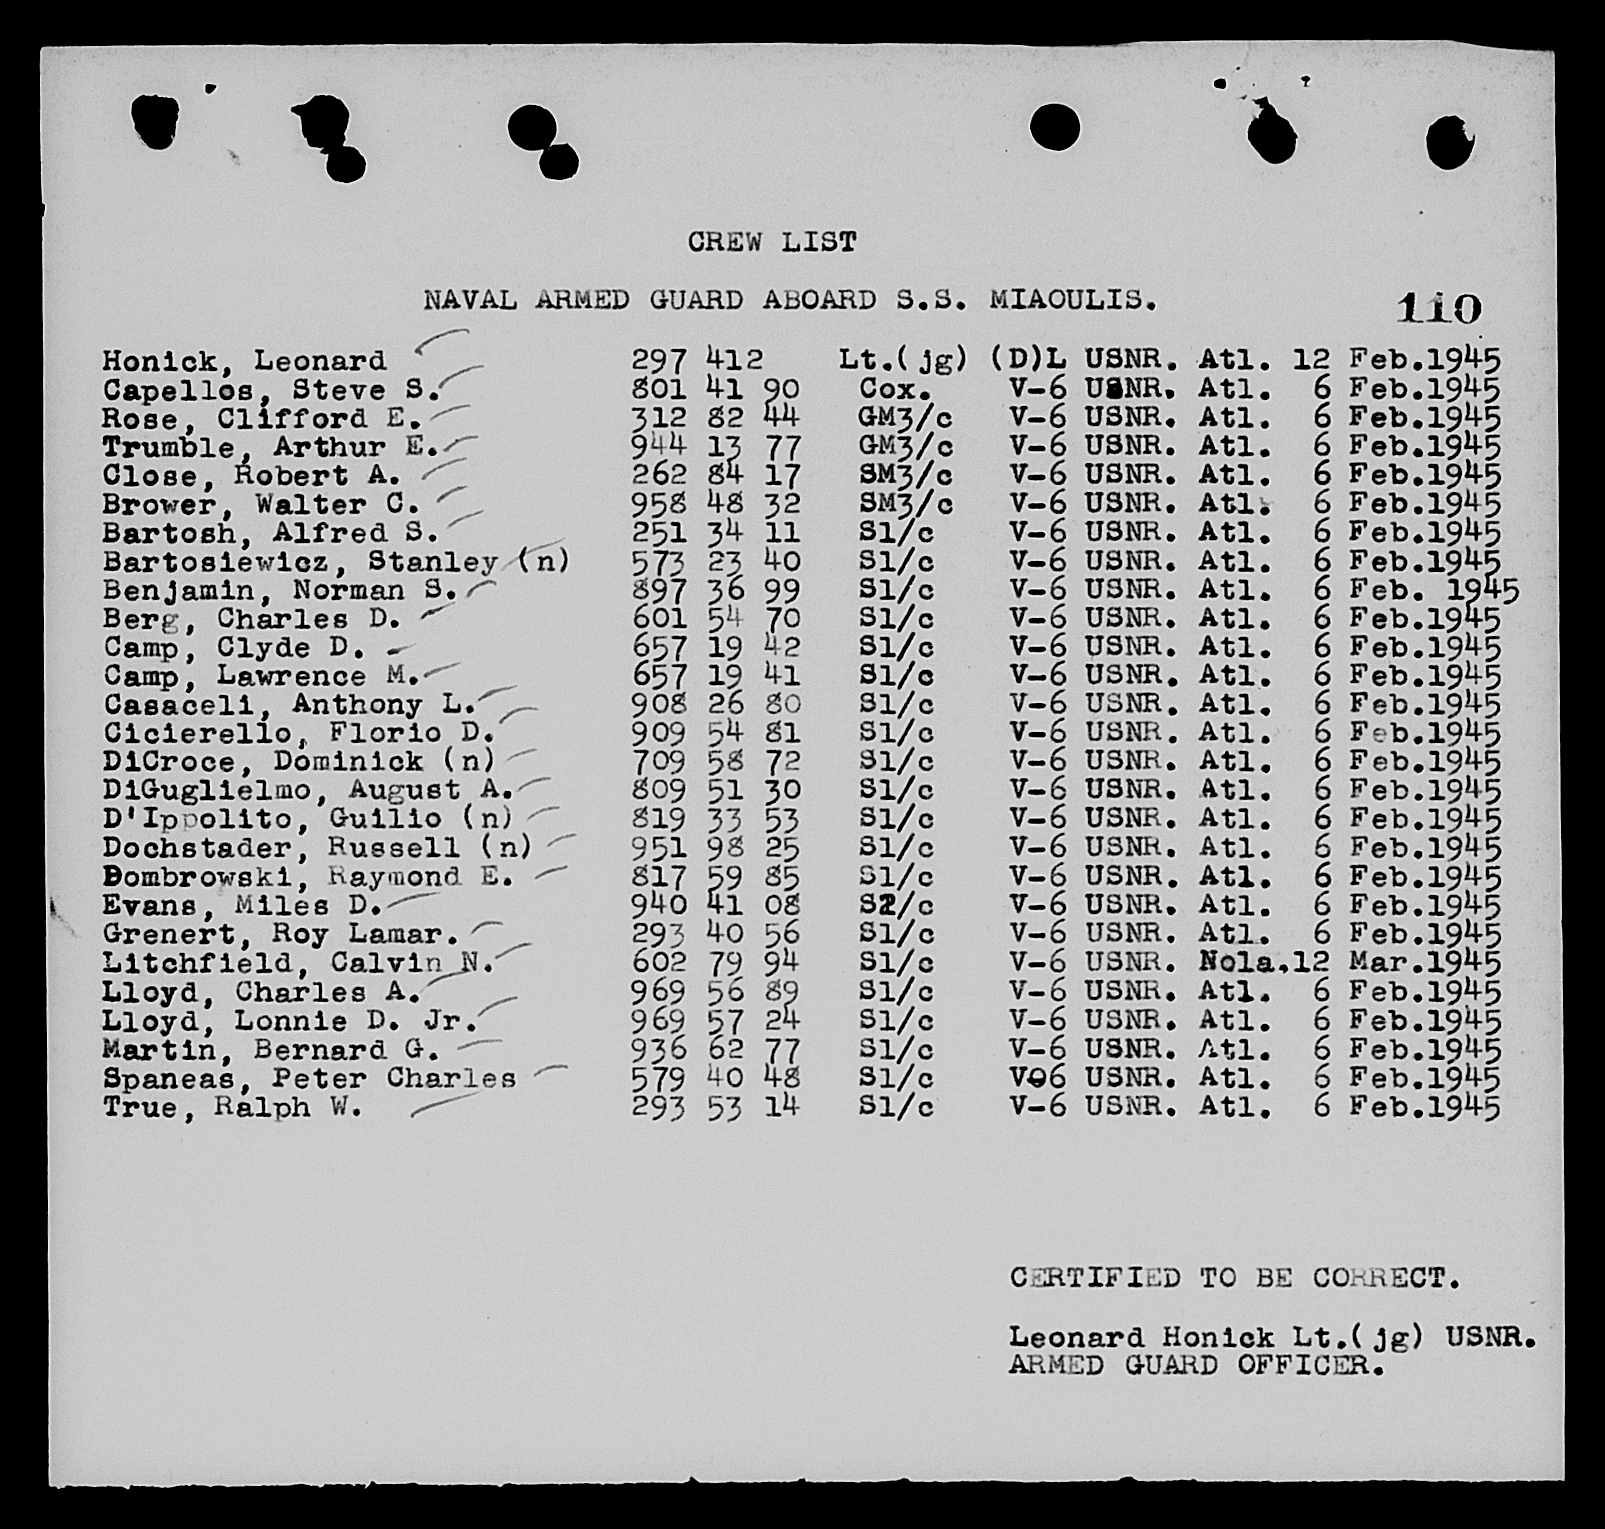 CREW LIST
NAVAL ARMED GUARD ABOARD S.S. MIAOULIS.
110
Honick, Leonard 297 412 Lt.(jg) (D)L USNR. Atl. 12 Feb.1945
Capellos, Steve S. 801 41 90 Cox. V-6 USNR. Atl. 6 Feb.1945
Rose, Clifford E. 312 82 44 GM3/c V-6 USNR. Atl. 6 Feb.1945
Trumble, Arthur E. 944 13 77 GM3/c V-6 USNR. Atl. 6 Feb.1945
Close, Robert A. 262 84 17 SM3/c V-6 USNR. Atl. 6 Feb.1945
Brower, Walter C. 958 48 32 SM3/c V-6 USNR. Atl. 6 Feb.1945
Bartosh, Alfred S. 251 34 11 S1/c V-6 USNR. Atl. 6 Feb.1945
Bartosiewicz, Stanley (n) 573 23 40 S1/c V-6 USNR. Atl. 6 Feb.1945
Benjamin, Norman S. 897 36 99 S1/c V-6 USNR. Atl. 6 Feb. 1945
Berg, Charles D. 601 54 70 S1/c V-6 USNR. Atl. 6 Feb.1945
Camp, Clyde D. 657 19 42 S1/c V-6 USNR. Atl. 6 Feb.1945
Camp, Lawrence M. 657 19 41 S1/c V-6 USNR. Atl. 6 Feb.1945
Casaceli, Anthony L. 908 26 80 S1/c V-6 USNR. Atl. 6 Feb.1945
Cicierello, Florio D. 909 54 81 S1/c V-6 USNR. Atl. 6 Feb.1945
DiCroce, Dominick (n) 709 58 72 S1/c V-6 USNR. Atl. 6 Feb.1945
DiGuglielmo, August A. 809 51 30 S1/c V-6 USNR. Atl. 6 Feb.1945
D'Ippolito, Guilio (n) 819 33 53 S1/c V-6 USNR. Atl. 6 Feb.1945
Dochstader, Russell (n) 951 98 25 S1/c V-6 USNR. Atl. 6 Feb.1945
Dombrowski, Raymond E. 817 59 85 S1/c V-6 USNR. Atl. 6 Feb.1945
Evans, Miles D. 940 41 08 S2/c V-6 USNR. Atl. 6 Feb.1945
Grenert, Roy Lamar. 293 40 56 S1/c V-6 USNR. Atl. 6 Feb.1945
Litchfield, Calvin N. 602 79 94 S1/c V-6 USNR. Nola.12 Mar.1945
Lloyd, Charles A. 969 56 89 S1/c V-6 USNR. Atl. 6 Feb.1945
Lloyd, Lonnie D. Jr. 969 57 24 S1/c V-6 USNR. Atl. 6 Feb.1945
Martin, Bernard G. 936 62 77 S1/c V-6 USNR. Atl. 6 Feb.1945
Spaneas, Peter Charles 579 40 48 S1/c Vo6 USNR. Atl. 6 Feb.1945
True, Ralph W. 293 53 14 S1/c V-6 USNR. Atl. 6 Feb.1945
CERTIFIED TO BE CORRECT.
Leonard Honick Lt.(jg) USNR.
ARMED GUARD OFFICER.